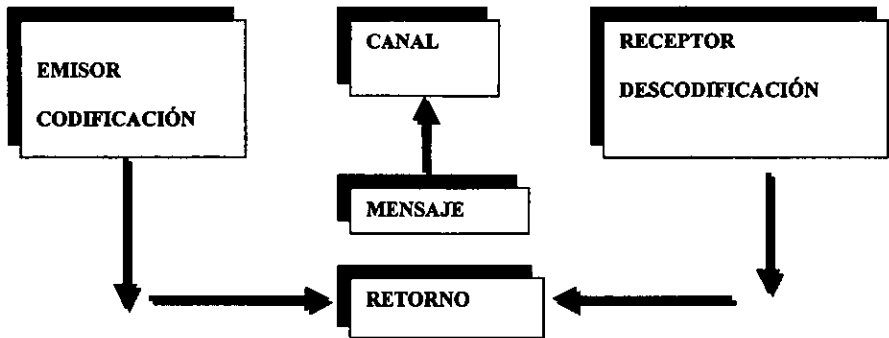 EMISOR
CODIFICACIÓN
CANAL
RECEPTOR
DESCODIFICACIÓN
MENSAJE
RETORNO